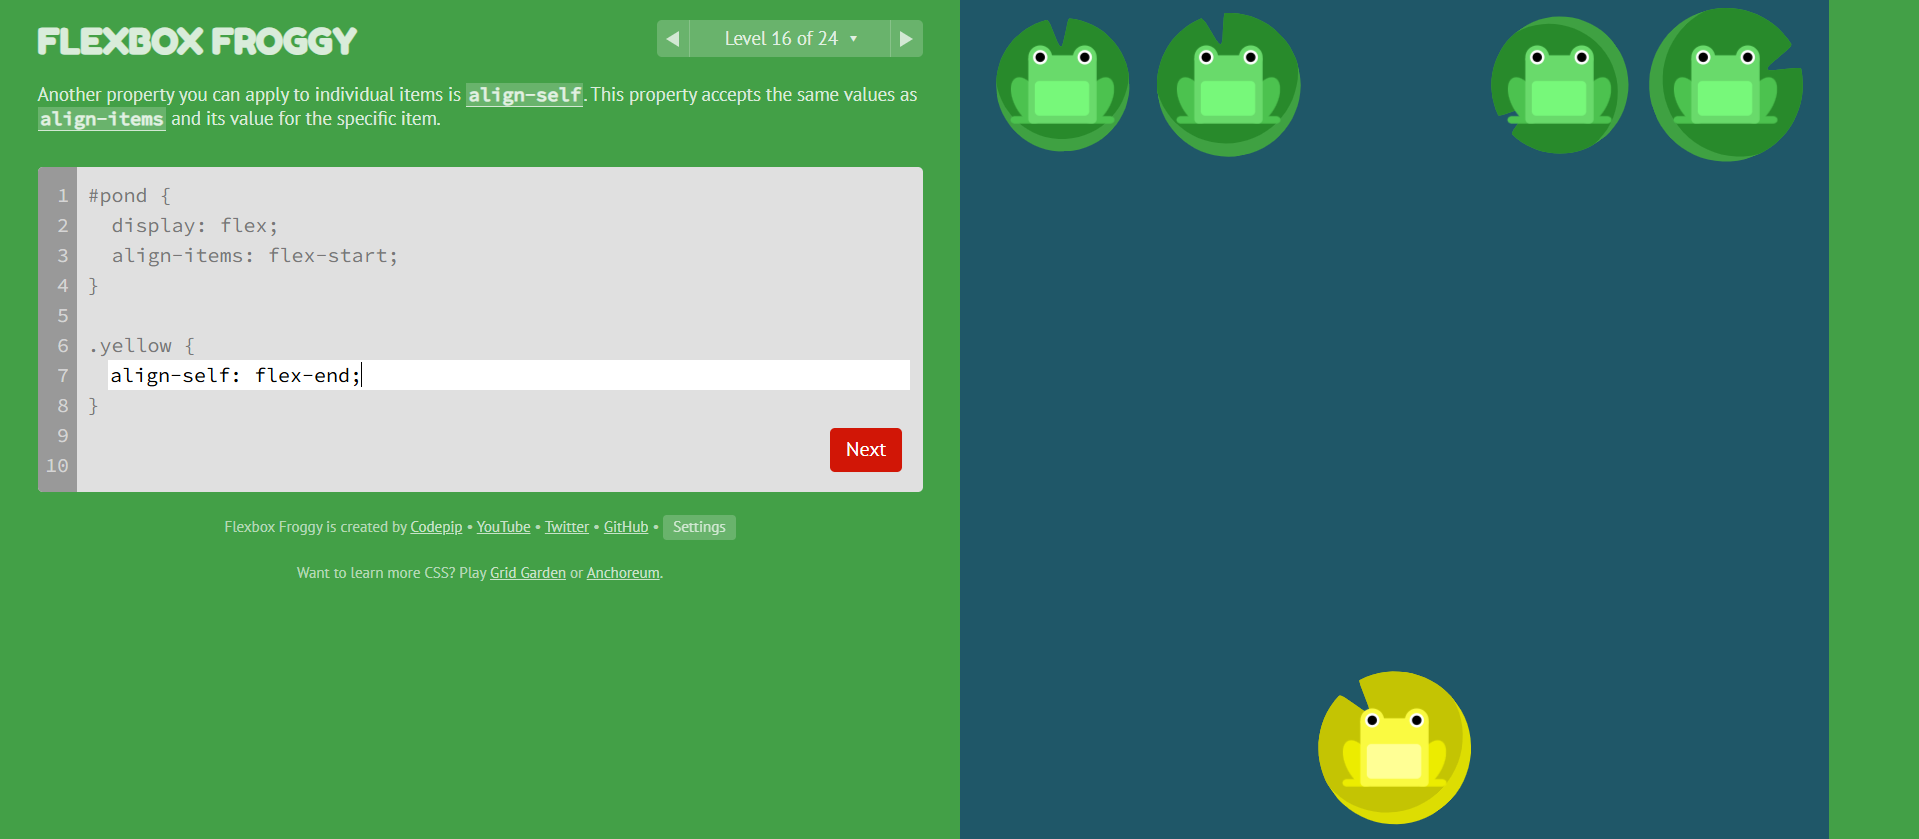 FLEXBOX FROGGY
◀ Level 16 of 24 ▼ ▶
Another property you can apply to individual items is align-self. This property accepts the same values as
align-items and its value for the specific item.
1 #pond {
2   display: flex;
3   align-items: flex-start;
4 }
5
6 .yellow {
7   align-self: flex-end;
8 }
9
10
Next
Flexbox Froggy is created by Codepip • YouTube • Twitter • GitHub • Settings
Want to learn more CSS? Play Grid Garden or Anchoreum.